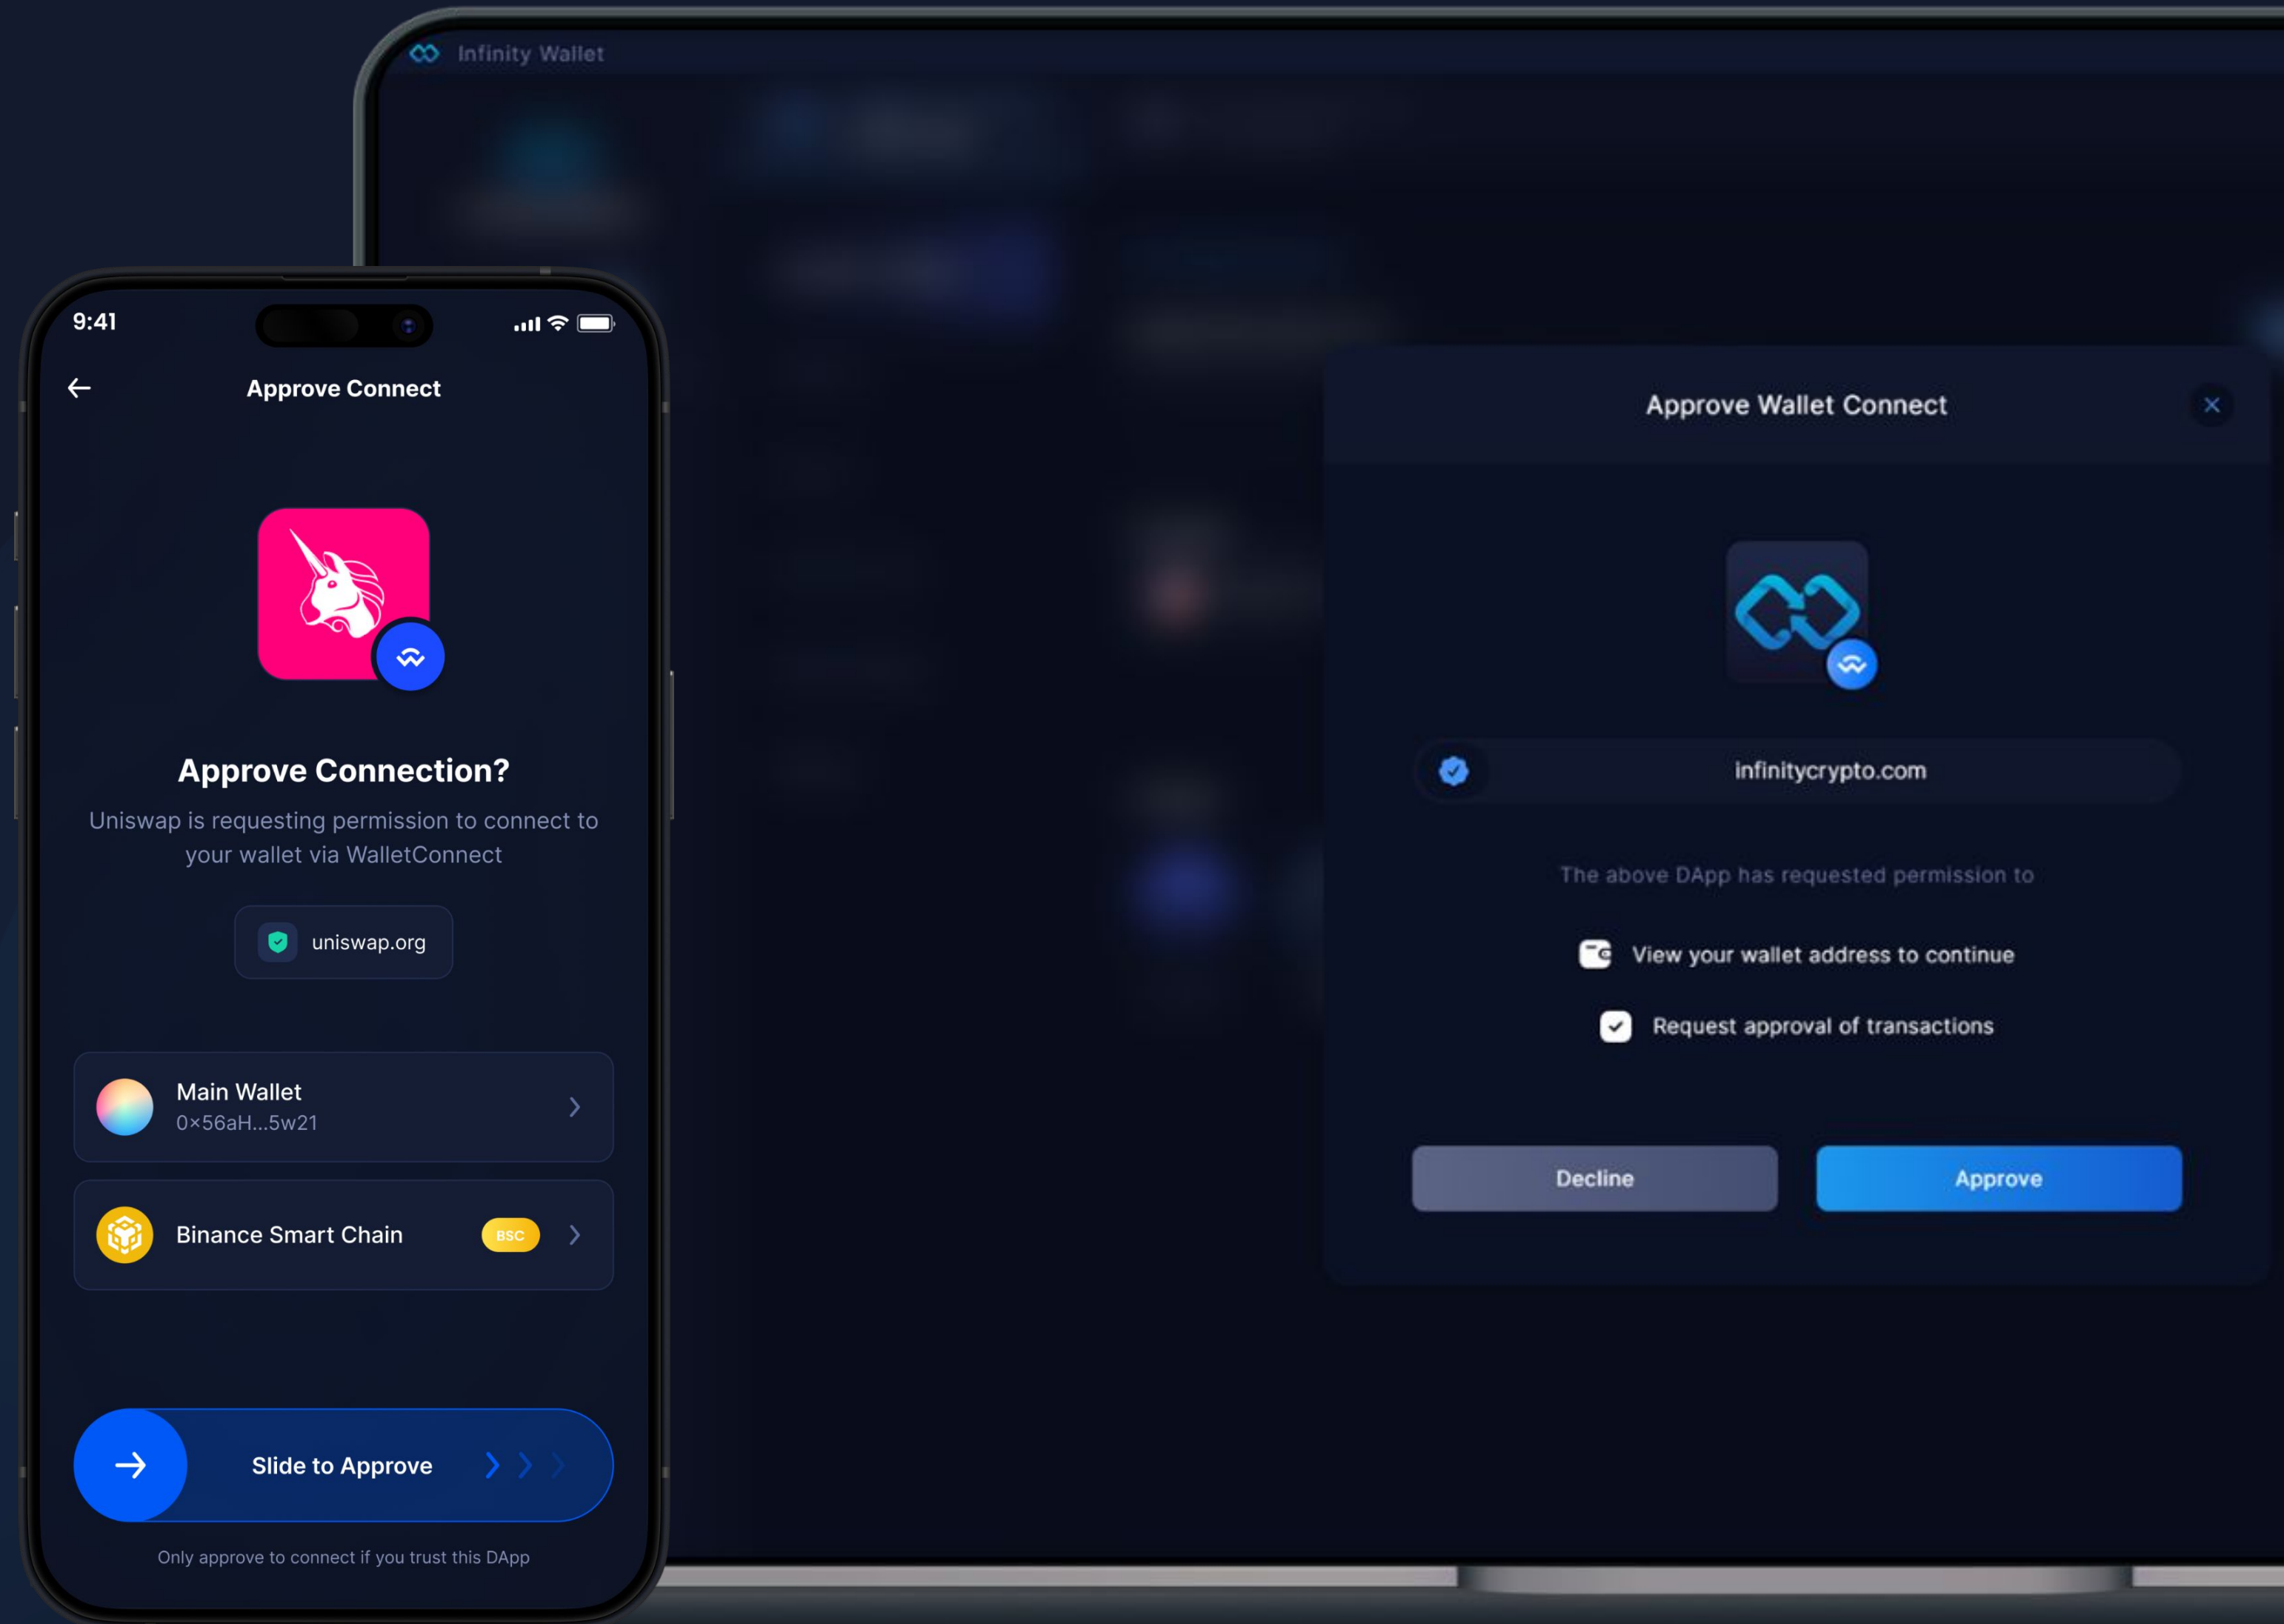 Infinity Wallet
9:41
Approve Connect
Approve Connection?
Uniswap is requesting permission to connect to
your wallet via WalletConnect
uniswap.org
Main Wallet
0×56aH...5w21
Binance Smart Chain
BSC
Slide to Approve
Only approve to connect if you trust this DApp
Approve Wallet Connect
infinitycrypto.com
The above DApp has requested permission to
View your wallet address to continue
Request approval of transactions
Decline
Approve